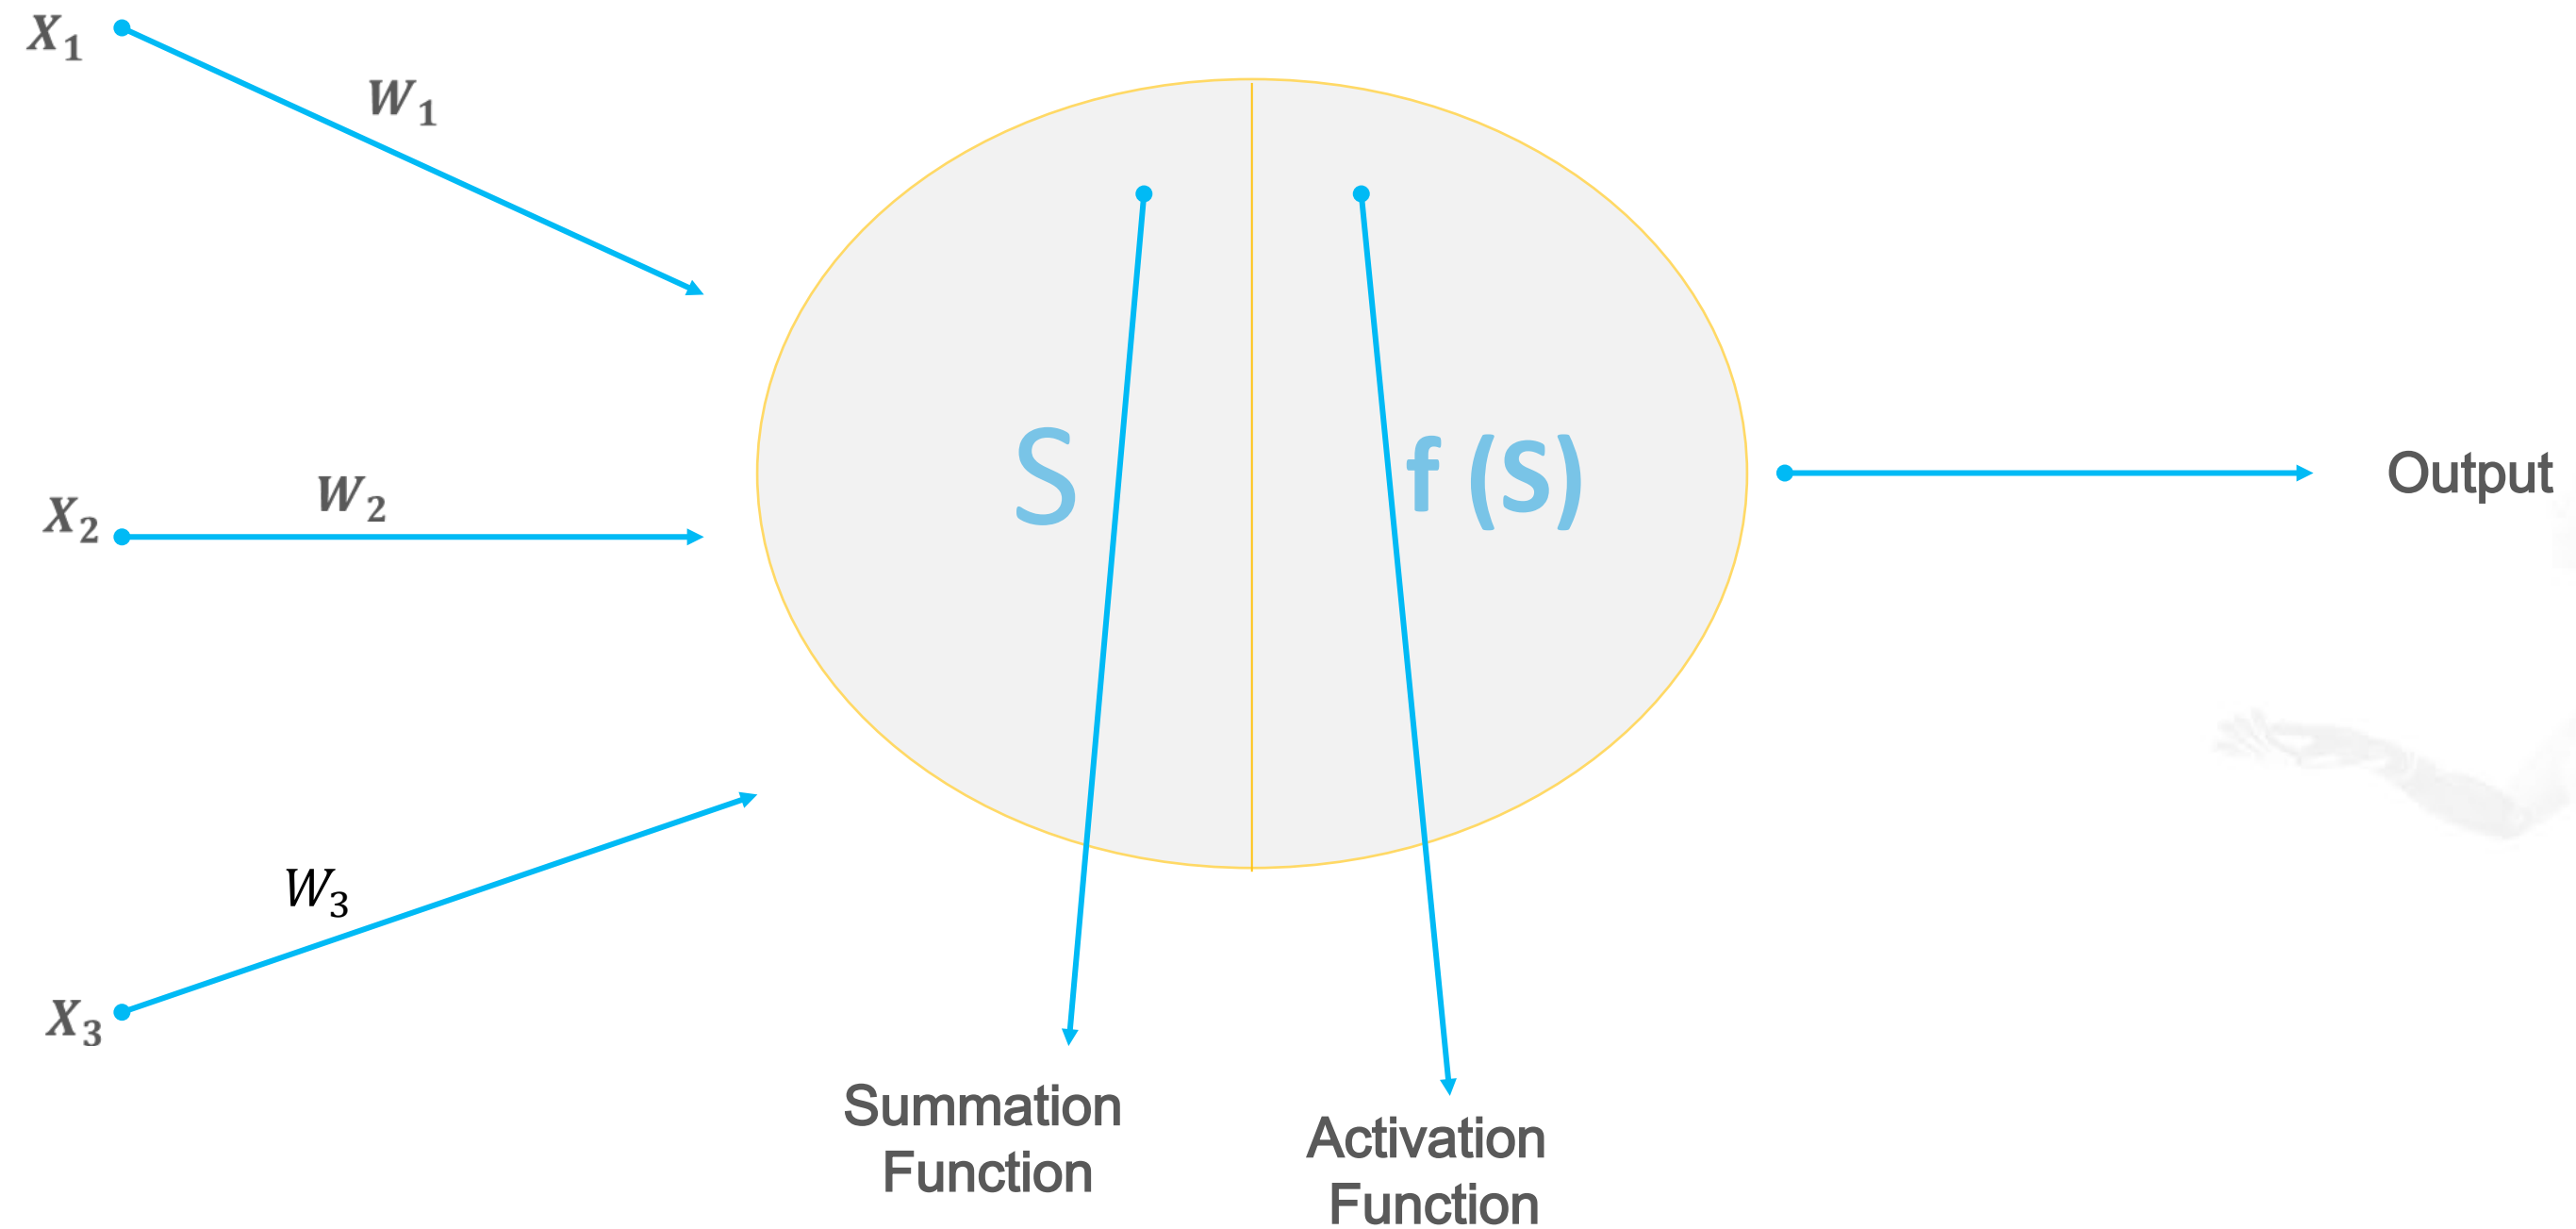 X₁
W₁
X₂
W₂
S
f (S)
Output
W₃
X₃
Summation
Function
Activation
Function